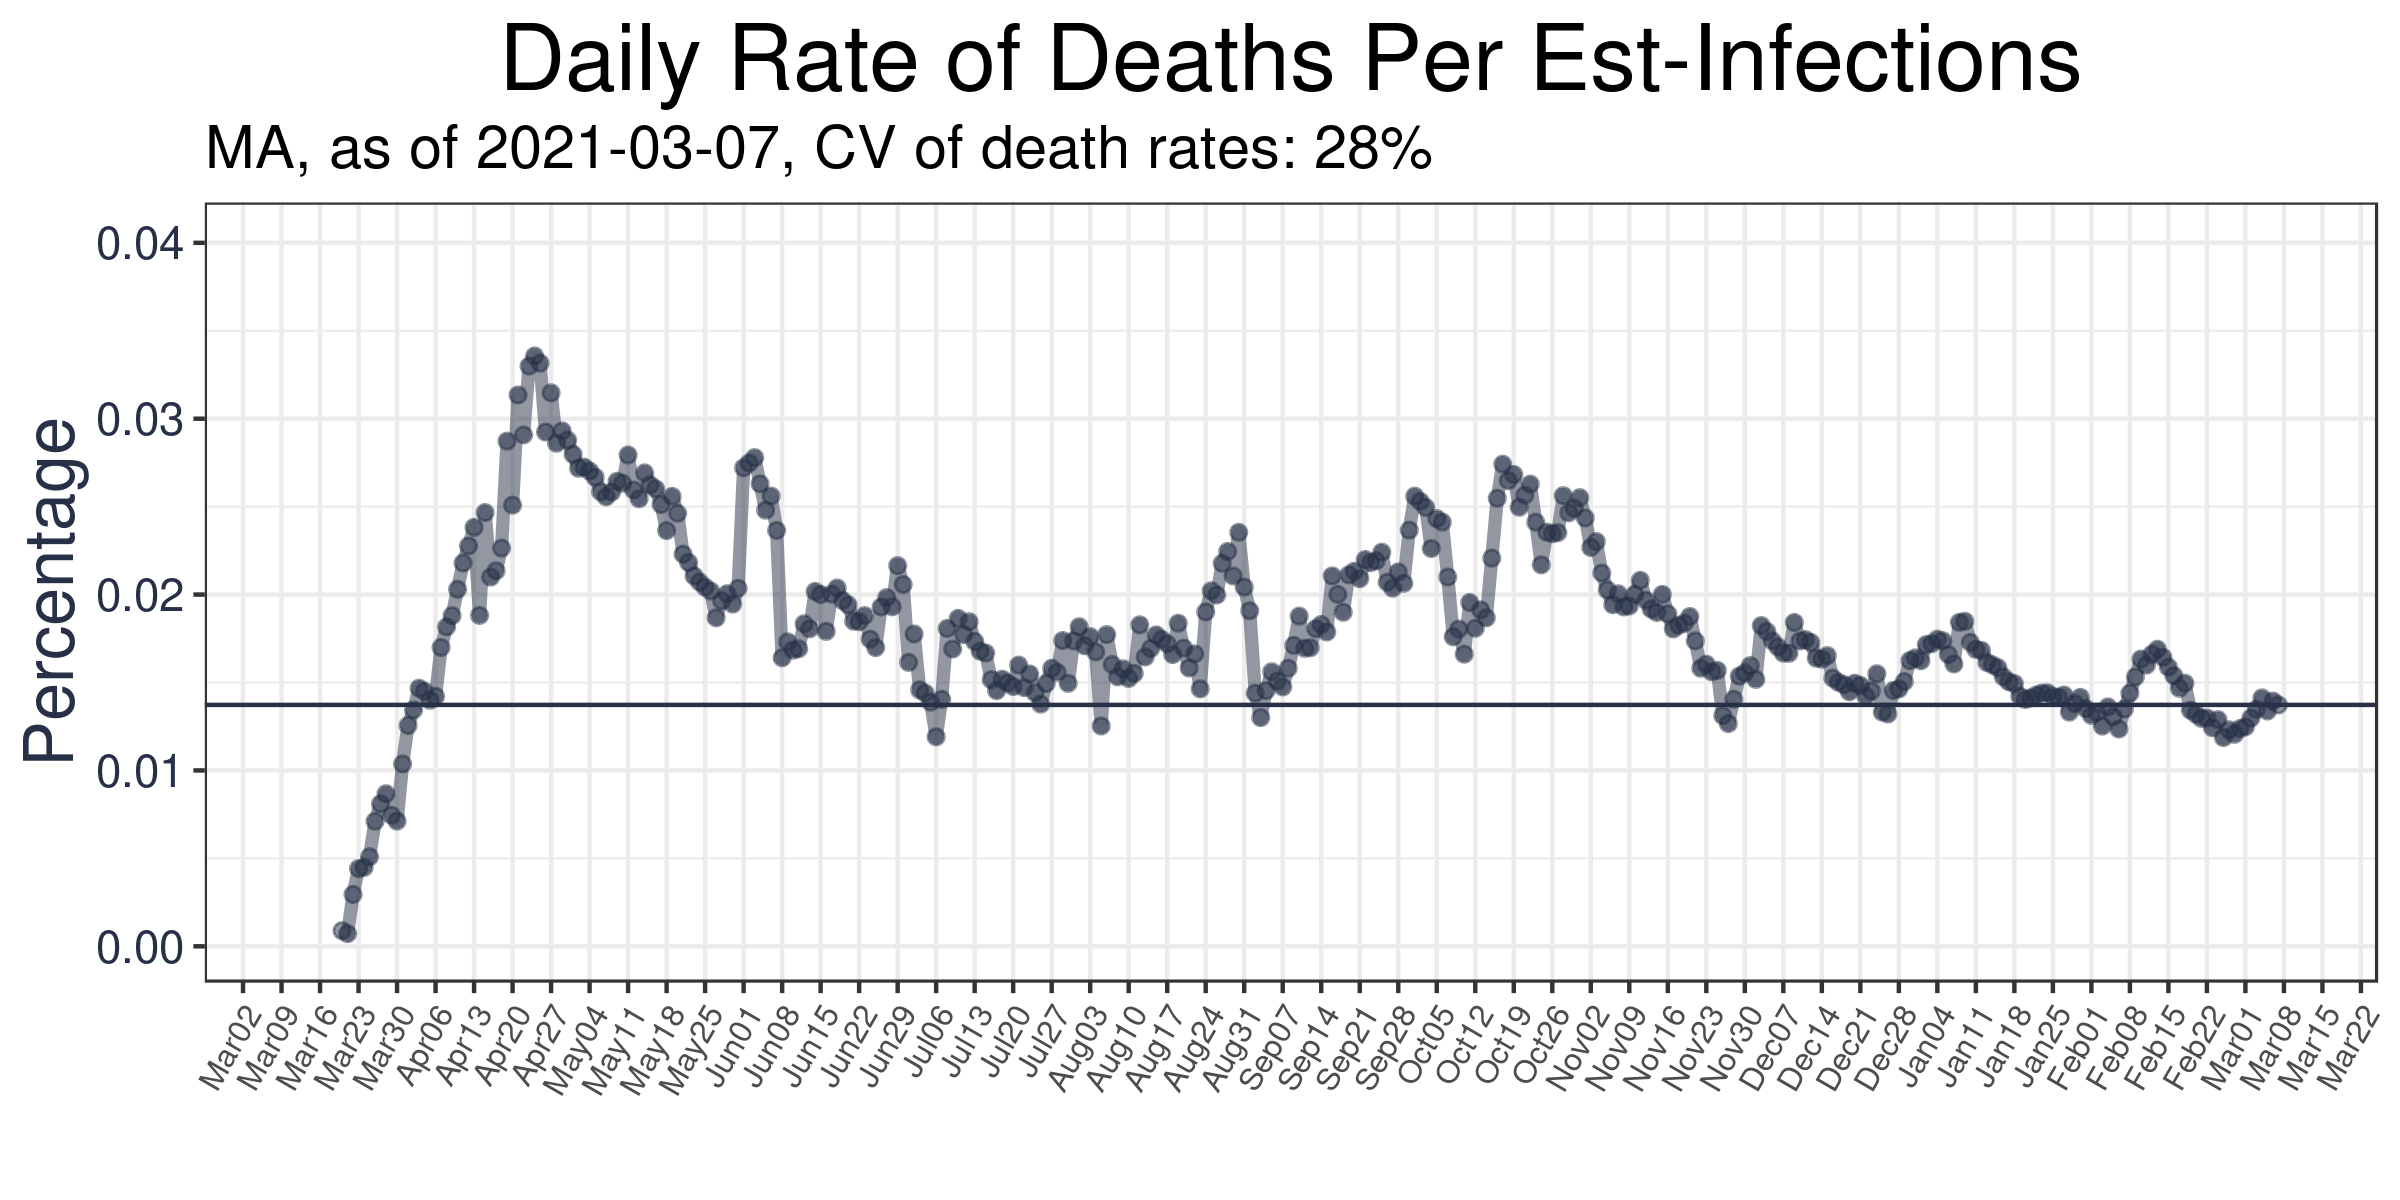 Daily Rate of Deaths Per Est-Infections
MA, as of 2021-03-07, CV of death rates: 28%
Percentage
0.04
0.03
0.02
0.01
0.00
Mar02 Mar09 Mar16 Mar23 Mar30 Apr06 Apr13 Apr20 Apr27 May04 May11 May18 May25 Jun01 Jun08 Jun15 Jun22 Jun29 Jul06 Jul13 Jul20 Jul27 Aug03 Aug10 Aug17 Aug24 Aug31 Sep07 Sep14 Sep21 Sep28 Oct05 Oct12 Oct19 Oct26 Nov02 Nov09 Nov16 Nov23 Nov30 Dec07 Dec14 Dec21 Dec28 Jan04 Jan11 Jan18 Jan25 Feb01 Feb08 Feb15 Feb22 Mar01 Mar08 Mar15 Mar22